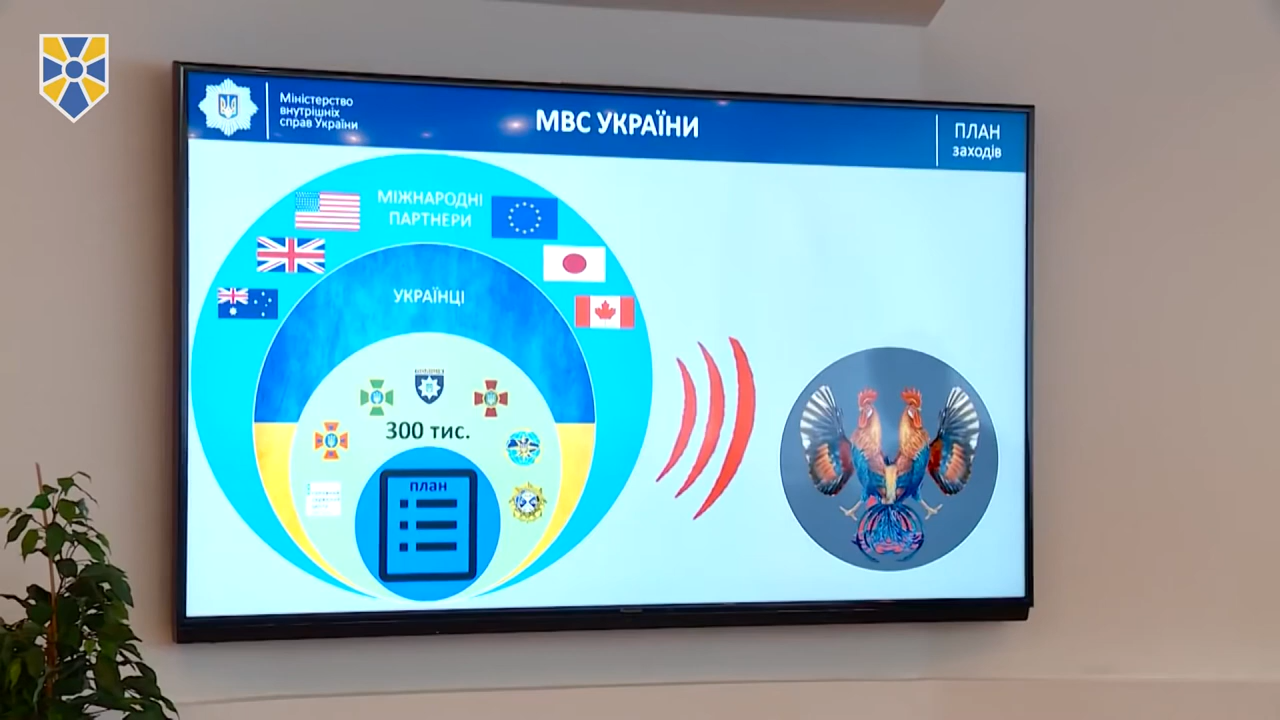 Міністерство
внутрішніх
справ України
МВС УКРАЇНИ
ПЛАН
заходів
МІЖНАРОДНІ
ПАРТНЕРИ
УКРАЇНЦІ
300 тис.
план